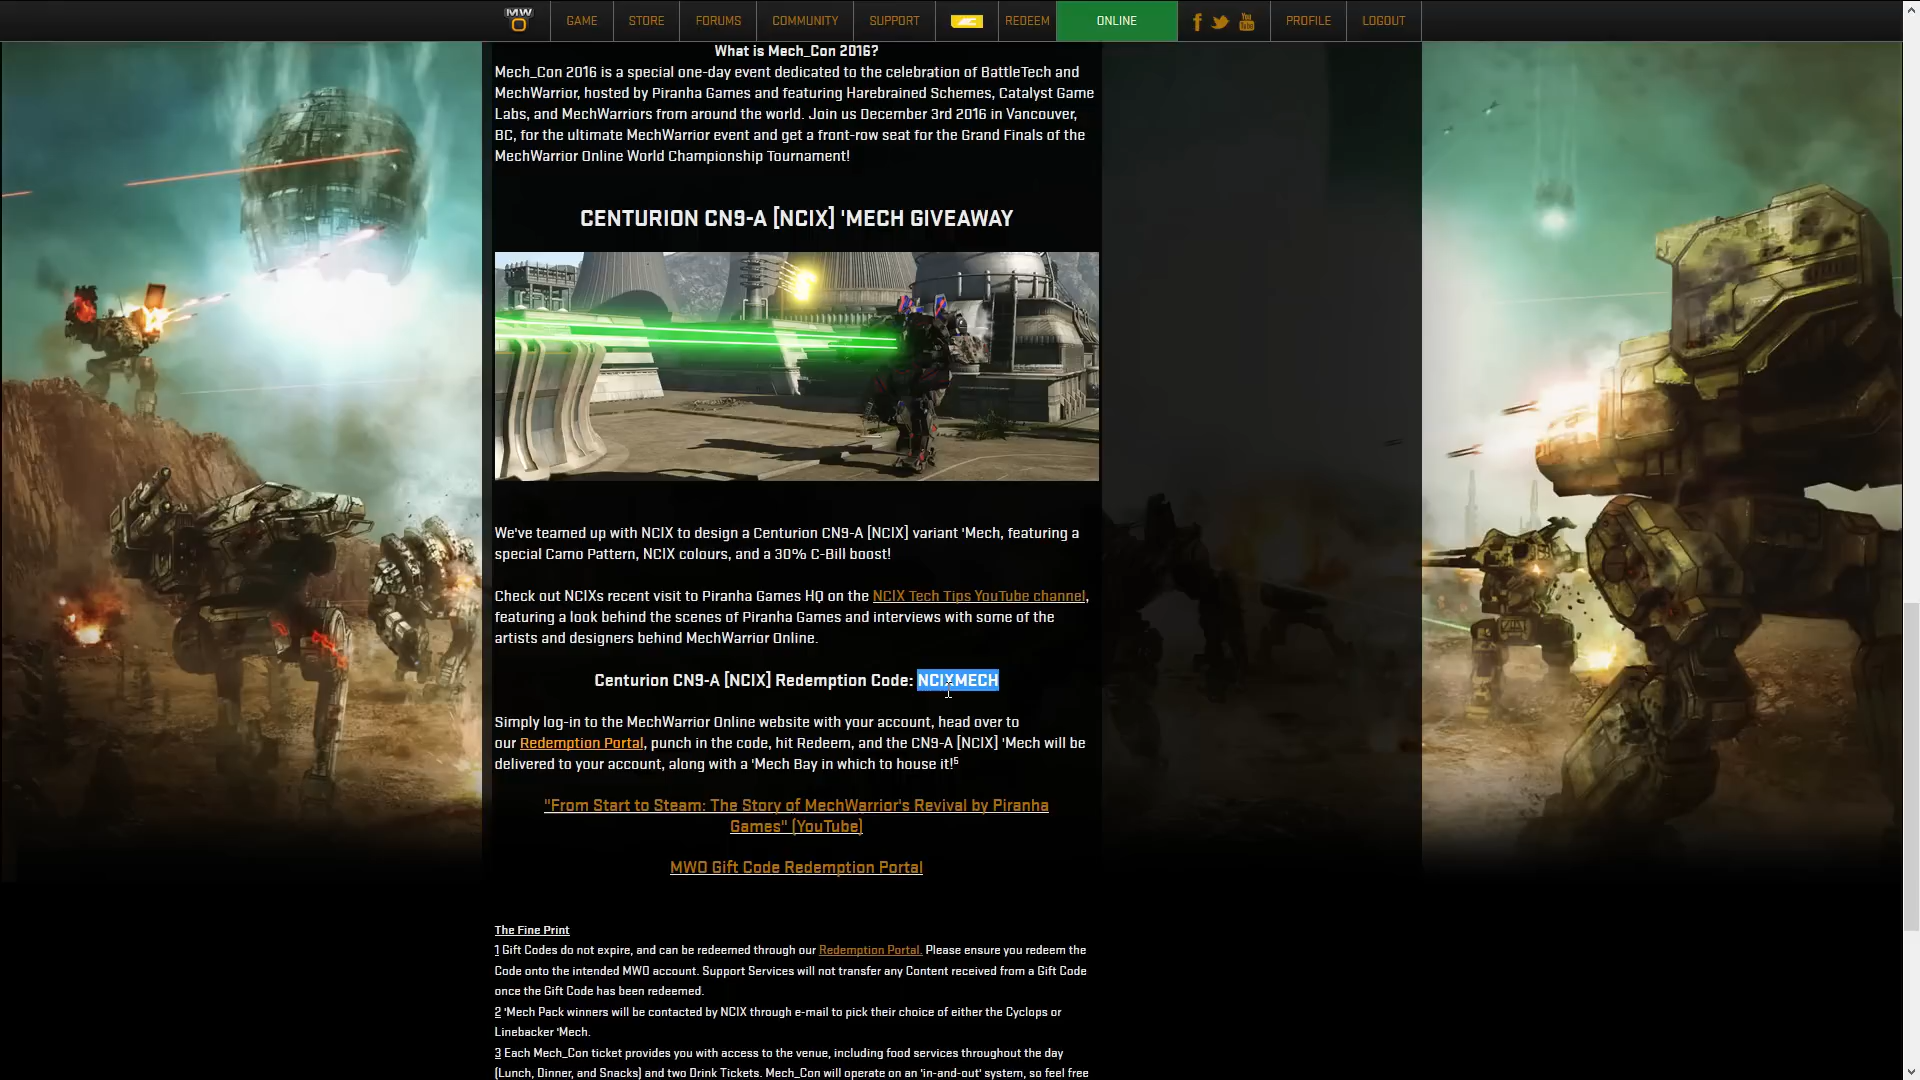 MW
O
GAME
STORE
FORUMS
COMMUNITY
SUPPORT
REDEEM
ONLINE
f
You
Tube
PROFILE
LOGOUT
What is Mech_Con 2016?
Mech_Con 2016 is a special one-day event dedicated to the celebration of BattleTech and
MechWarrior, hosted by Piranha Games and featuring Harebrained Schemes, Catalyst Game
Labs, and MechWarriors from around the world. Join us December 3rd 2016 in Vancouver,
BC, for the ultimate MechWarrior event and get a front-row seat for the Grand Finals of the
MechWarrior Online World Championship Tournament!
CENTURION CN9-A [NCIX] 'MECH GIVEAWAY
We've teamed up with NCIX to design a Centurion CN9-A [NCIX] variant 'Mech, featuring a
special Camo Pattern, NCIX colours, and a 30% C-Bill boost!
Check out NCIXs recent visit to Piranha Games HQ on the NCIX Tech Tips YouTube channel,
featuring a look behind the scenes of Piranha Games and interviews with some of the
artists and designers behind MechWarrior Online.
Centurion CN9-A [NCIX] Redemption Code: NCIXMECH
Simply log-in to the MechWarrior Online website with your account, head over to
our Redemption Portal, punch in the code, hit Redeem, and the CN9-A [NCIX] 'Mech will be
delivered to your account, along with a 'Mech Bay in which to house it!⁵
"From Start to Steam: The Story of MechWarrior's Revival by Piranha
Games" (YouTube)
MWO Gift Code Redemption Portal
The Fine Print
1 Gift Codes do not expire, and can be redeemed through our Redemption Portal. Please ensure you redeem the
Code onto the intended MWO account. Support Services will not transfer any Content received from a Gift Code
once the Gift Code has been redeemed.
2 'Mech Pack winners will be contacted by NCIX through e-mail to pick their choice of either the Cyclops or
Linebacker 'Mech.
3 Each Mech_Con ticket provides you with access to the venue, including food services throughout the day
(Lunch, Dinner, and Snacks) and two Drink Tickets. Mech_Con will operate on an 'in-and-out' system, so feel free